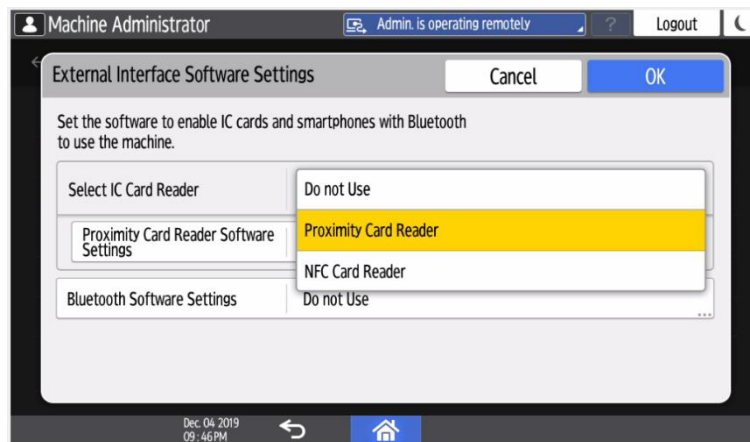 Machine Administrator
Admin. is operating remotely
?
Logout
External Interface Software Settings
Cancel
OK
Set the software to enable IC cards and smartphones with Bluetooth
to use the machine.
Select IC Card Reader
Do not Use
Proximity Card Reader
NFC Card Reader
Proximity Card Reader Software
Settings
Bluetooth Software Settings
Do not Use
...
Dec. 04 2019
09:46PM